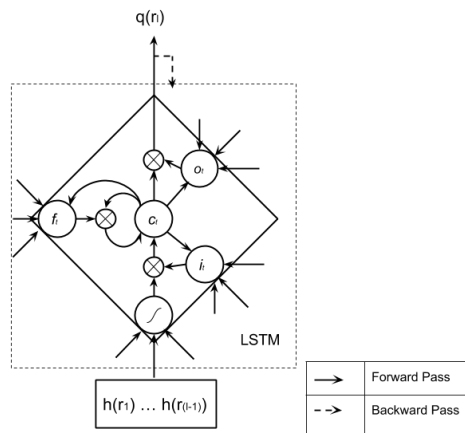 q(rₗ)
oₜ
fₜ
cₜ
iₜ
LSTM
h(r₁) ... h(r₍ₗ₋₁₎)
Forward Pass
Backward Pass